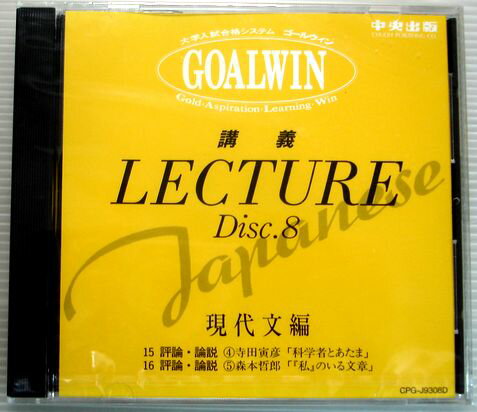 大学入試合格システム ゴールウイン
中央出版
CHUOH PUBLISHING CO.
GOALWIN
Gold·Aspiration·Learning Win
講義
LECTURE
Disc.8
Japanese
現代文編
15 評論・論説 ④寺田寅彦「科学者とあたま」
16 評論・論説 ⑤森本哲郎「『私』のいる文章」
CPG-J9308D